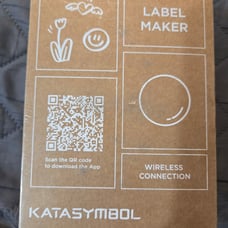 LABEL
MAKER
Scan the QR code
to download the App
WIRELESS
CONNECTION
KATASYMBOL